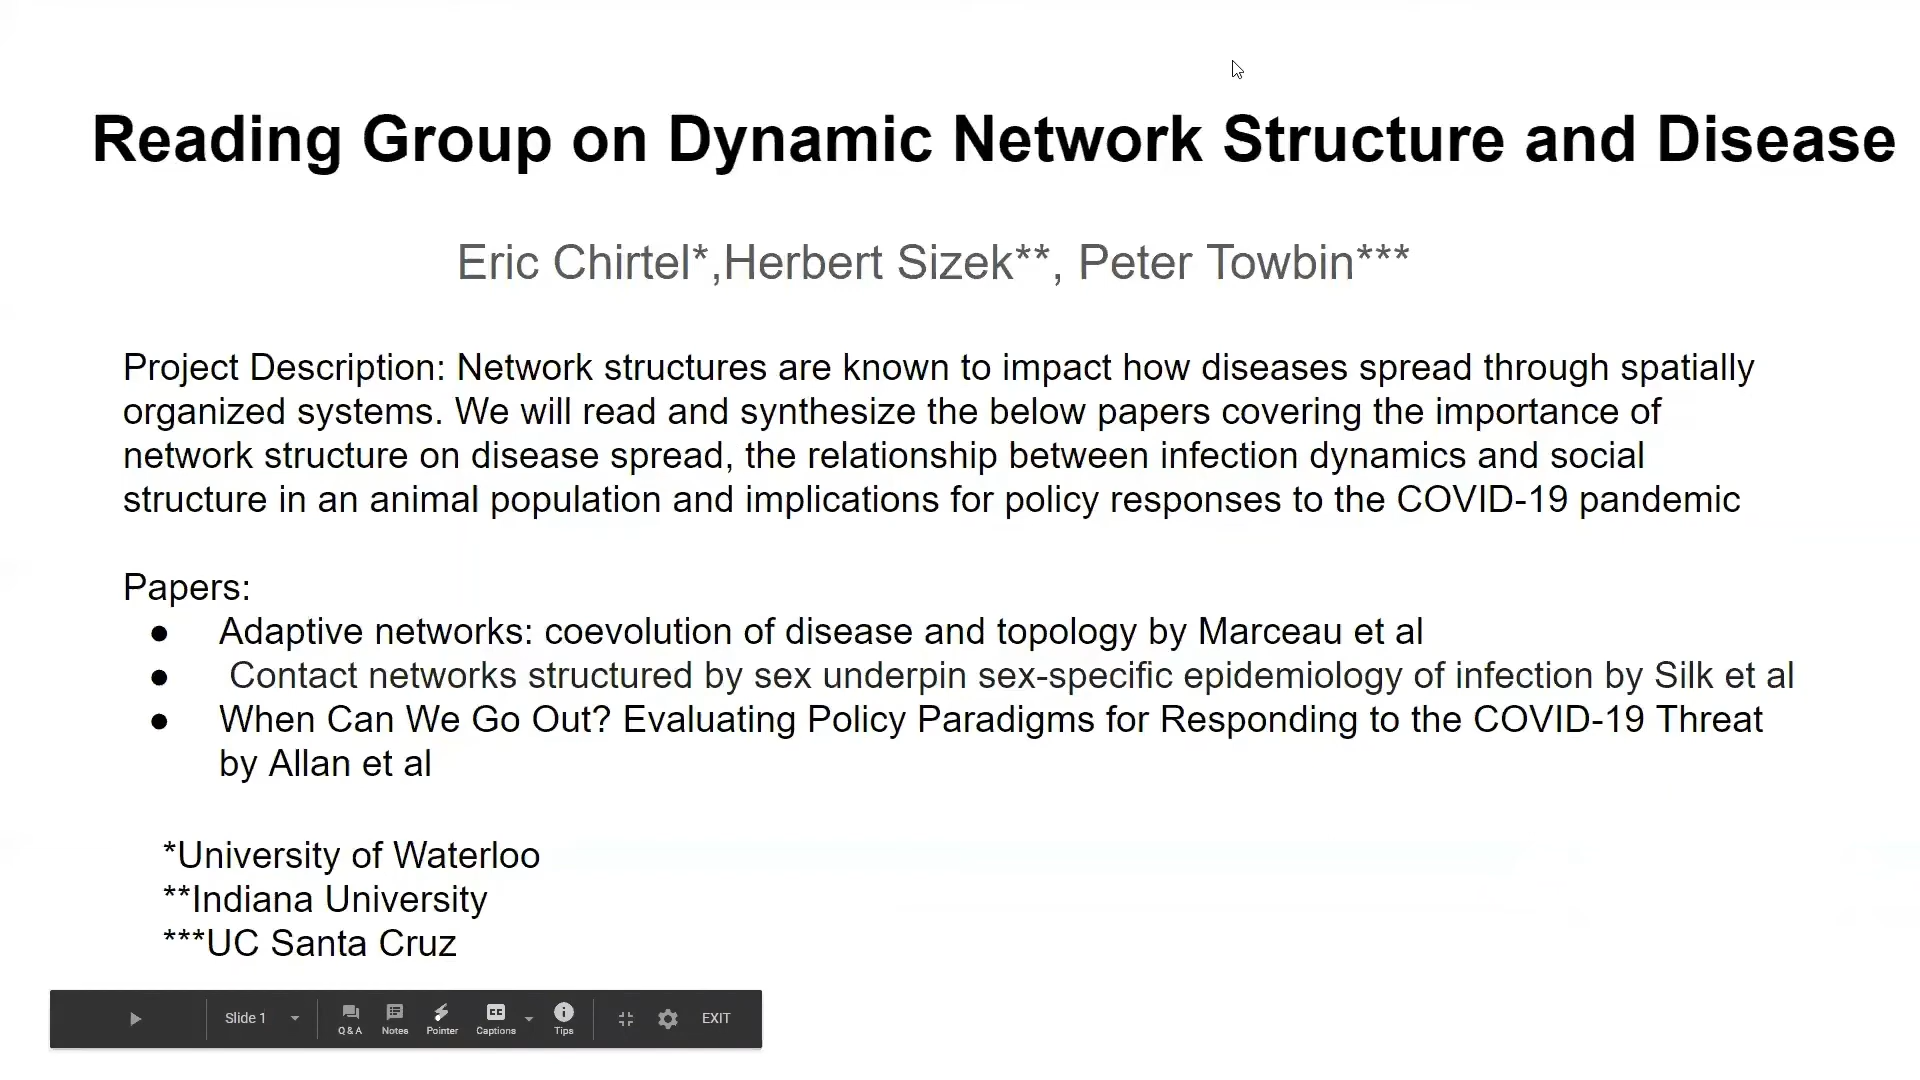 Reading Group on Dynamic Network Structure and Disease
Eric Chirtel*,Herbert Sizek**, Peter Towbin***
Project Description: Network structures are known to impact how diseases spread through spatially
organized systems. We will read and synthesize the below papers covering the importance of
network structure on disease spread, the relationship between infection dynamics and social
structure in an animal population and implications for policy responses to the COVID-19 pandemic
Papers:
● Adaptive networks: coevolution of disease and topology by Marceau et al
● Contact networks structured by sex underpin sex-specific epidemiology of infection by Silk et al
● When Can We Go Out? Evaluating Policy Paradigms for Responding to the COVID-19 Threat
by Allan et al
*University of Waterloo
**Indiana University
***UC Santa Cruz
Slide 1 Q & A Notes Pointer Captions Tips EXIT